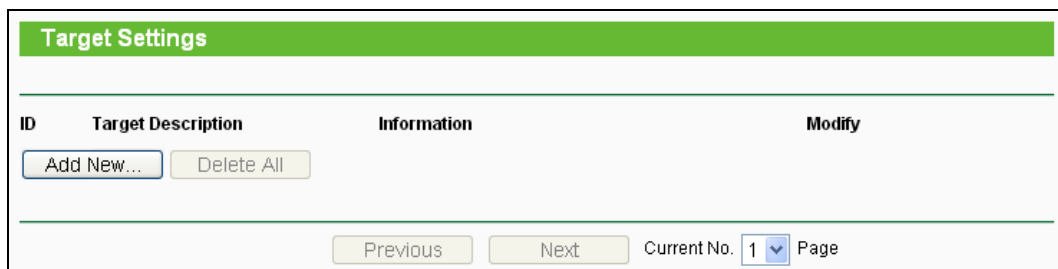 Target Settings
ID Target Description Information Modify
Add New... Delete All
Previous Next Current No. 1 Page